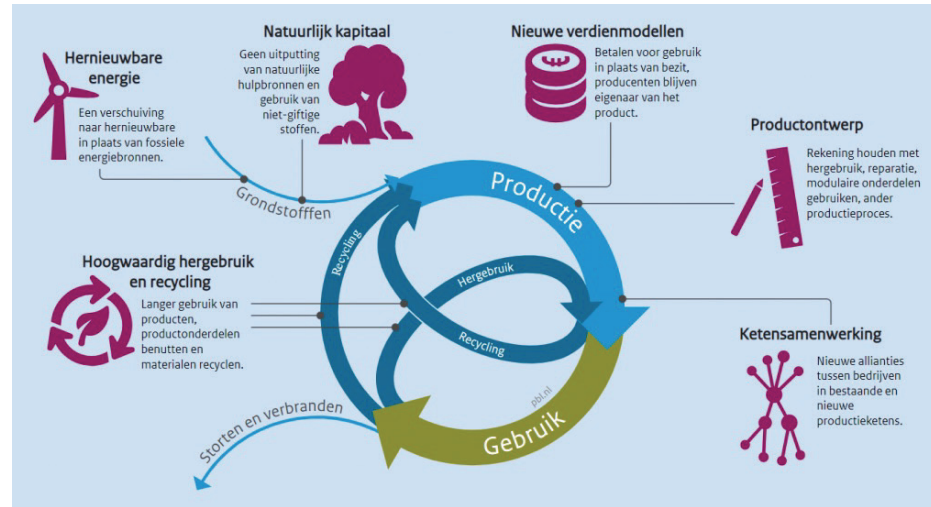 Hernieuwbare
energie
Een verschuiving
naar hernieuwbare
in plaats van fossiele
energiebronnen.
Natuurlijk kapitaal
Geen uitputting
van natuurlijke
hulpbronnen en
gebruik van
niet-giftige
stoffen.
Nieuwe verdienmodellen
Betalen voor gebruik
in plaats van bezit,
producenten blijven
eigenaar van het
product.
Productontwerp
Rekening houden met
hergebruik, reparatie,
modulaire onderdelen
gebruiken, ander
productieproces.
Grondstofffen
Productie
Recycling
Hergebruik
Recycling
Hoogwaardig hergebruik
en recycling
Langer gebruik van
producten,
productonderdelen
benutten en
materialen recyclen.
Ketensamenwerking
Nieuwe allianties
tussen bedrijven
in bestaande en
nieuwe
productieketens.
pbl.nl
Gebruik
Storten en verbranden